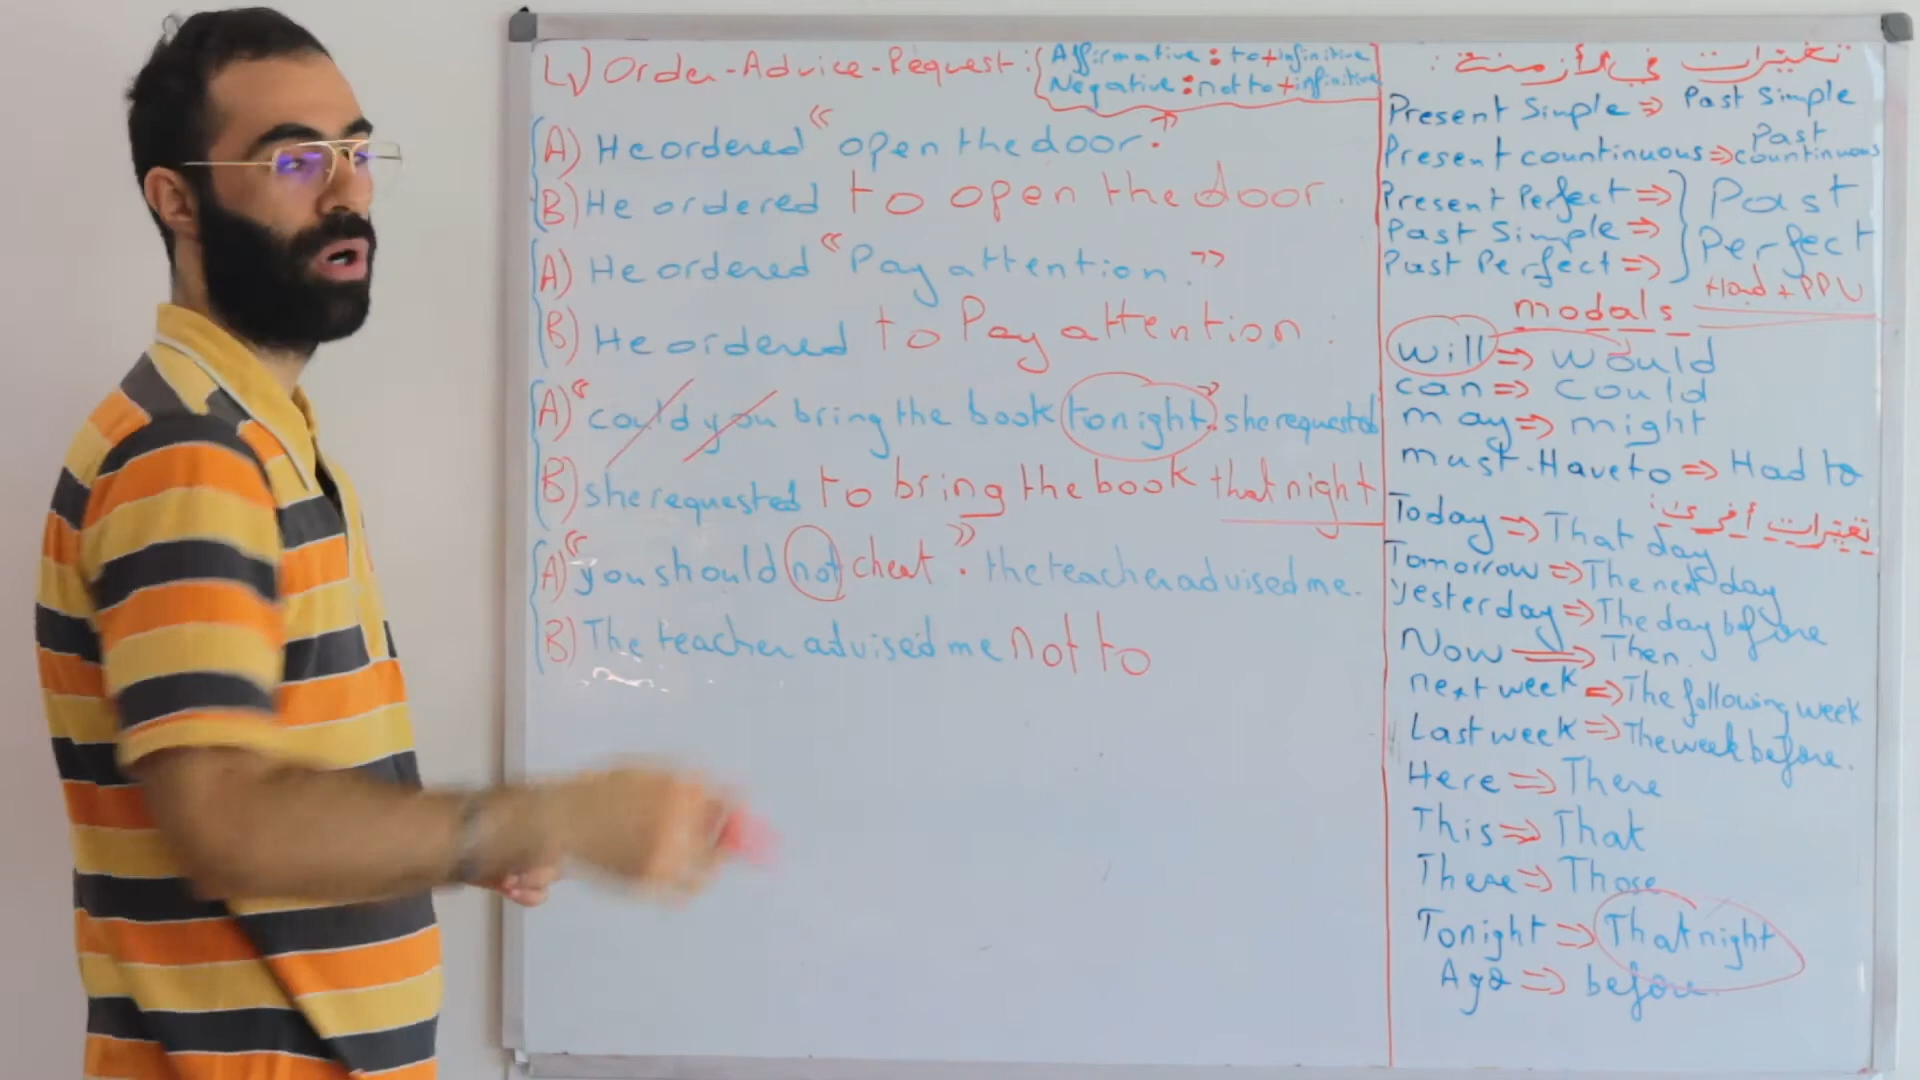 4) Order-Advice-Request: Affirmative: to+infinitive
Negative: not to+infinitive
A) He ordered "open the door."
B) He ordered to open the door.
A) He ordered "Pay attention."
B) He ordered to Pay attention.
A) "could you bring the book tonight". she requested
B) she requested to bring the book that night
A) "you should not cheat". the teacher advised me.
B) The teacher advised me not to
تغيرات في الأزمنة :
Present Simple => Past Simple
Present countinuous => Past countinuous
Present Perfect =>
Past Simple =>
Past Perfect =>
Past Perfect
Had + PPV
modals
will => would
can => could
may => might
must-Have to => Had to
تغيرات أخرى :
Today => That day
Tomorrow => The next day
yesterday => The day before
Now => Then.
next week => The following week
Last week => The week before.
Here => There
This => That
These => Those
Tonight => That night
Ago => before.